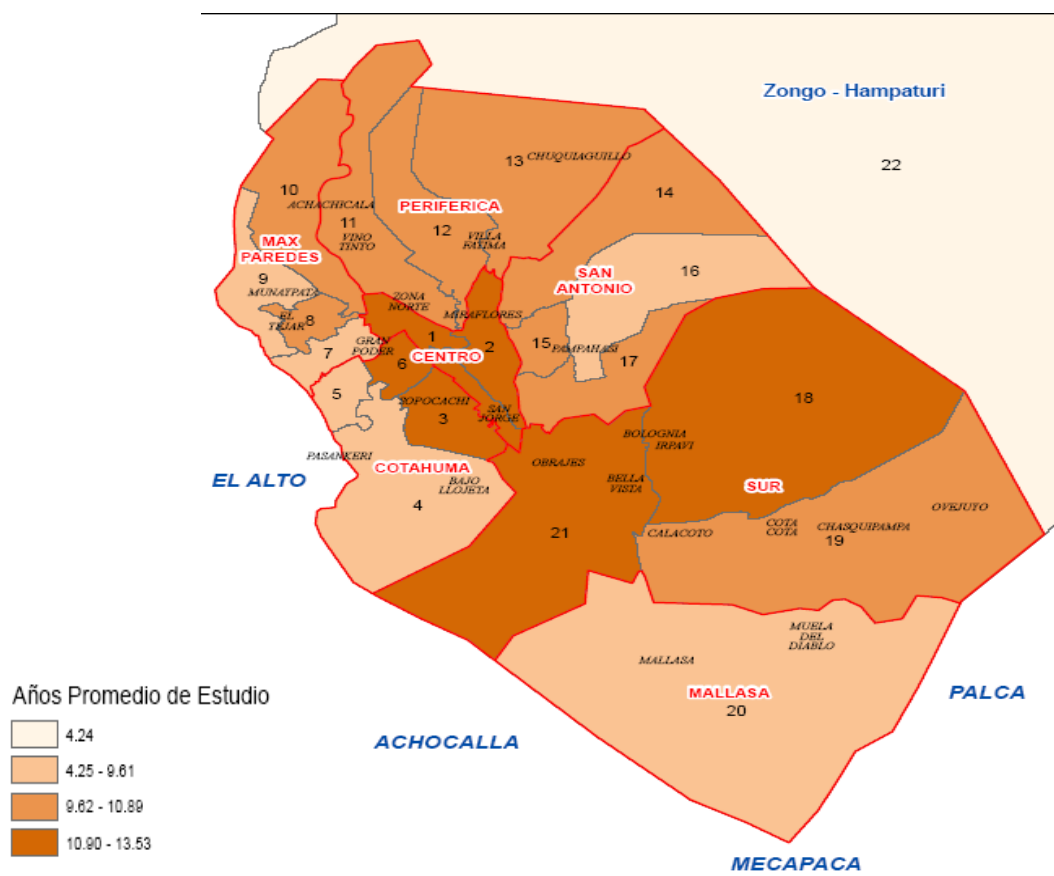 Zongo - Hampaturi
22
13
CHUQUIAGUILLO
14
10
ACHACHICALA
11
VINO
TINTO
PERIFERICA
12
VILLA
FATIMA
MAX
PAREDES
9
MUNAYPATA
SAN
ANTONIO
16
EL
TEJAR
8
ZONA
NORTE
MIRAFLORES
7
GRAN
PODER
1
CENTRO
2
15
PAMPAHASI
17
6
5
SOPOCACHI
3
SAN
JORGE
18
PASANKERI
COTAHUMA
BAJO
LLOJETA
4
BOLOGNIA
IRPAVI
OBRAJES
BELLA
VISTA
SUR
EL ALTO
21
CALACOTO
COTA
COTA
CHASQUIPAMPA
19
OVEJUYO
MUELA
DEL
DIABLO
MALLASA
MALLASA
20
PALCA
ACHOCALLA
MECAPACA
Años Promedio de Estudio
4.24
4.25 - 9.61
9.62 - 10.89
10.90 - 13.53